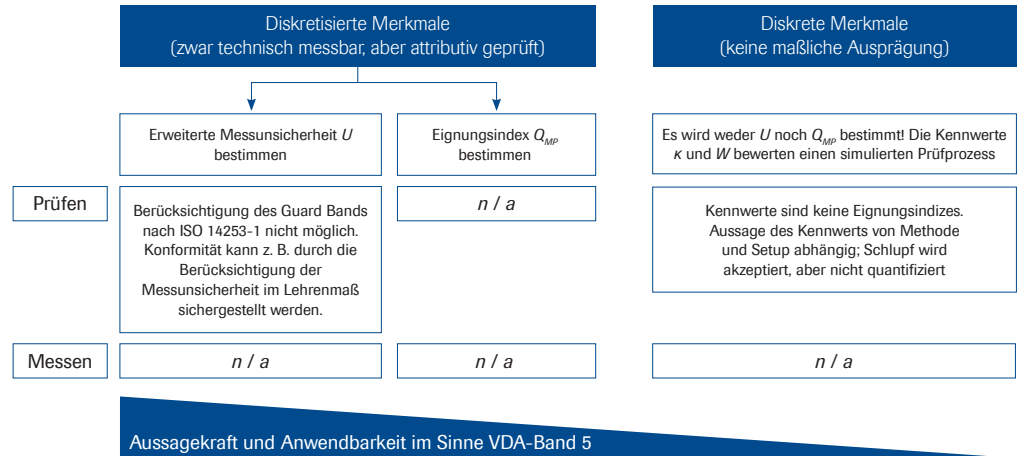 Diskretisierte Merkmale
(zwar technisch messbar, aber attributiv geprüft)
Diskrete Merkmale
(keine maßliche Ausprägung)
Erweiterte Messunsicherheit U
bestimmen
Eignungsindex Q_MP
bestimmen
Es wird weder U noch Q_MP bestimmt! Die Kennwerte
κ und W bewerten einen simulierten Prüfprozess
Prüfen
Berücksichtigung des Guard Bands
nach ISO 14253-1 nicht möglich.
Konformität kann z. B. durch die
Berücksichtigung der
Messunsicherheit im Lehrenmaß
sichergestellt werden.
n / a
Kennwerte sind keine Eignungsindizes.
Aussage des Kennwerts von Methode
und Setup abhängig; Schlupf wird
akzeptiert, aber nicht quantifiziert
Messen
n / a
n / a
n / a
Aussagekraft und Anwendbarkeit im Sinne VDA-Band 5